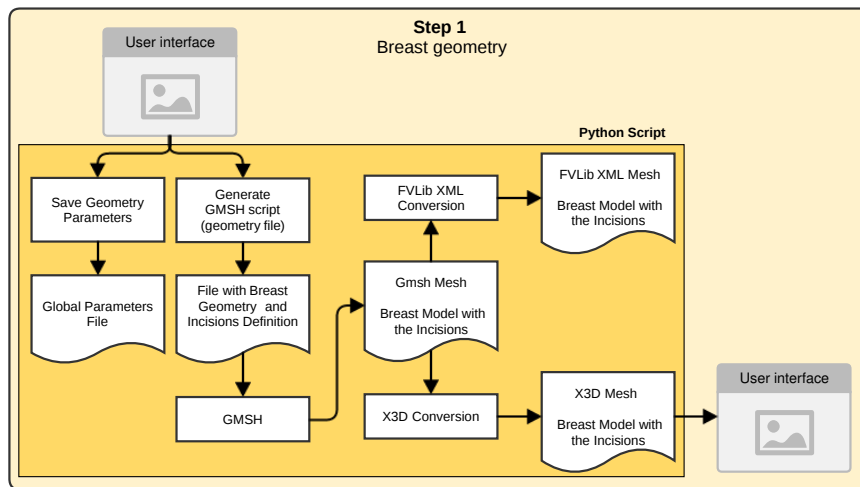 Step 1
Breast geometry
User interface
Python Script
Save Geometry
Parameters
Generate
GMSH script
(geometry file)
FVLib XML
Conversion
FVLib XML Mesh
Breast Model with
the Incisions
Global Parameters
File
File with Breast
Geometry and
Incisions Definition
Gmsh Mesh
Breast Model with
the Incisions
GMSH
X3D Conversion
X3D Mesh
Breast Model with
the Incisions
User interface